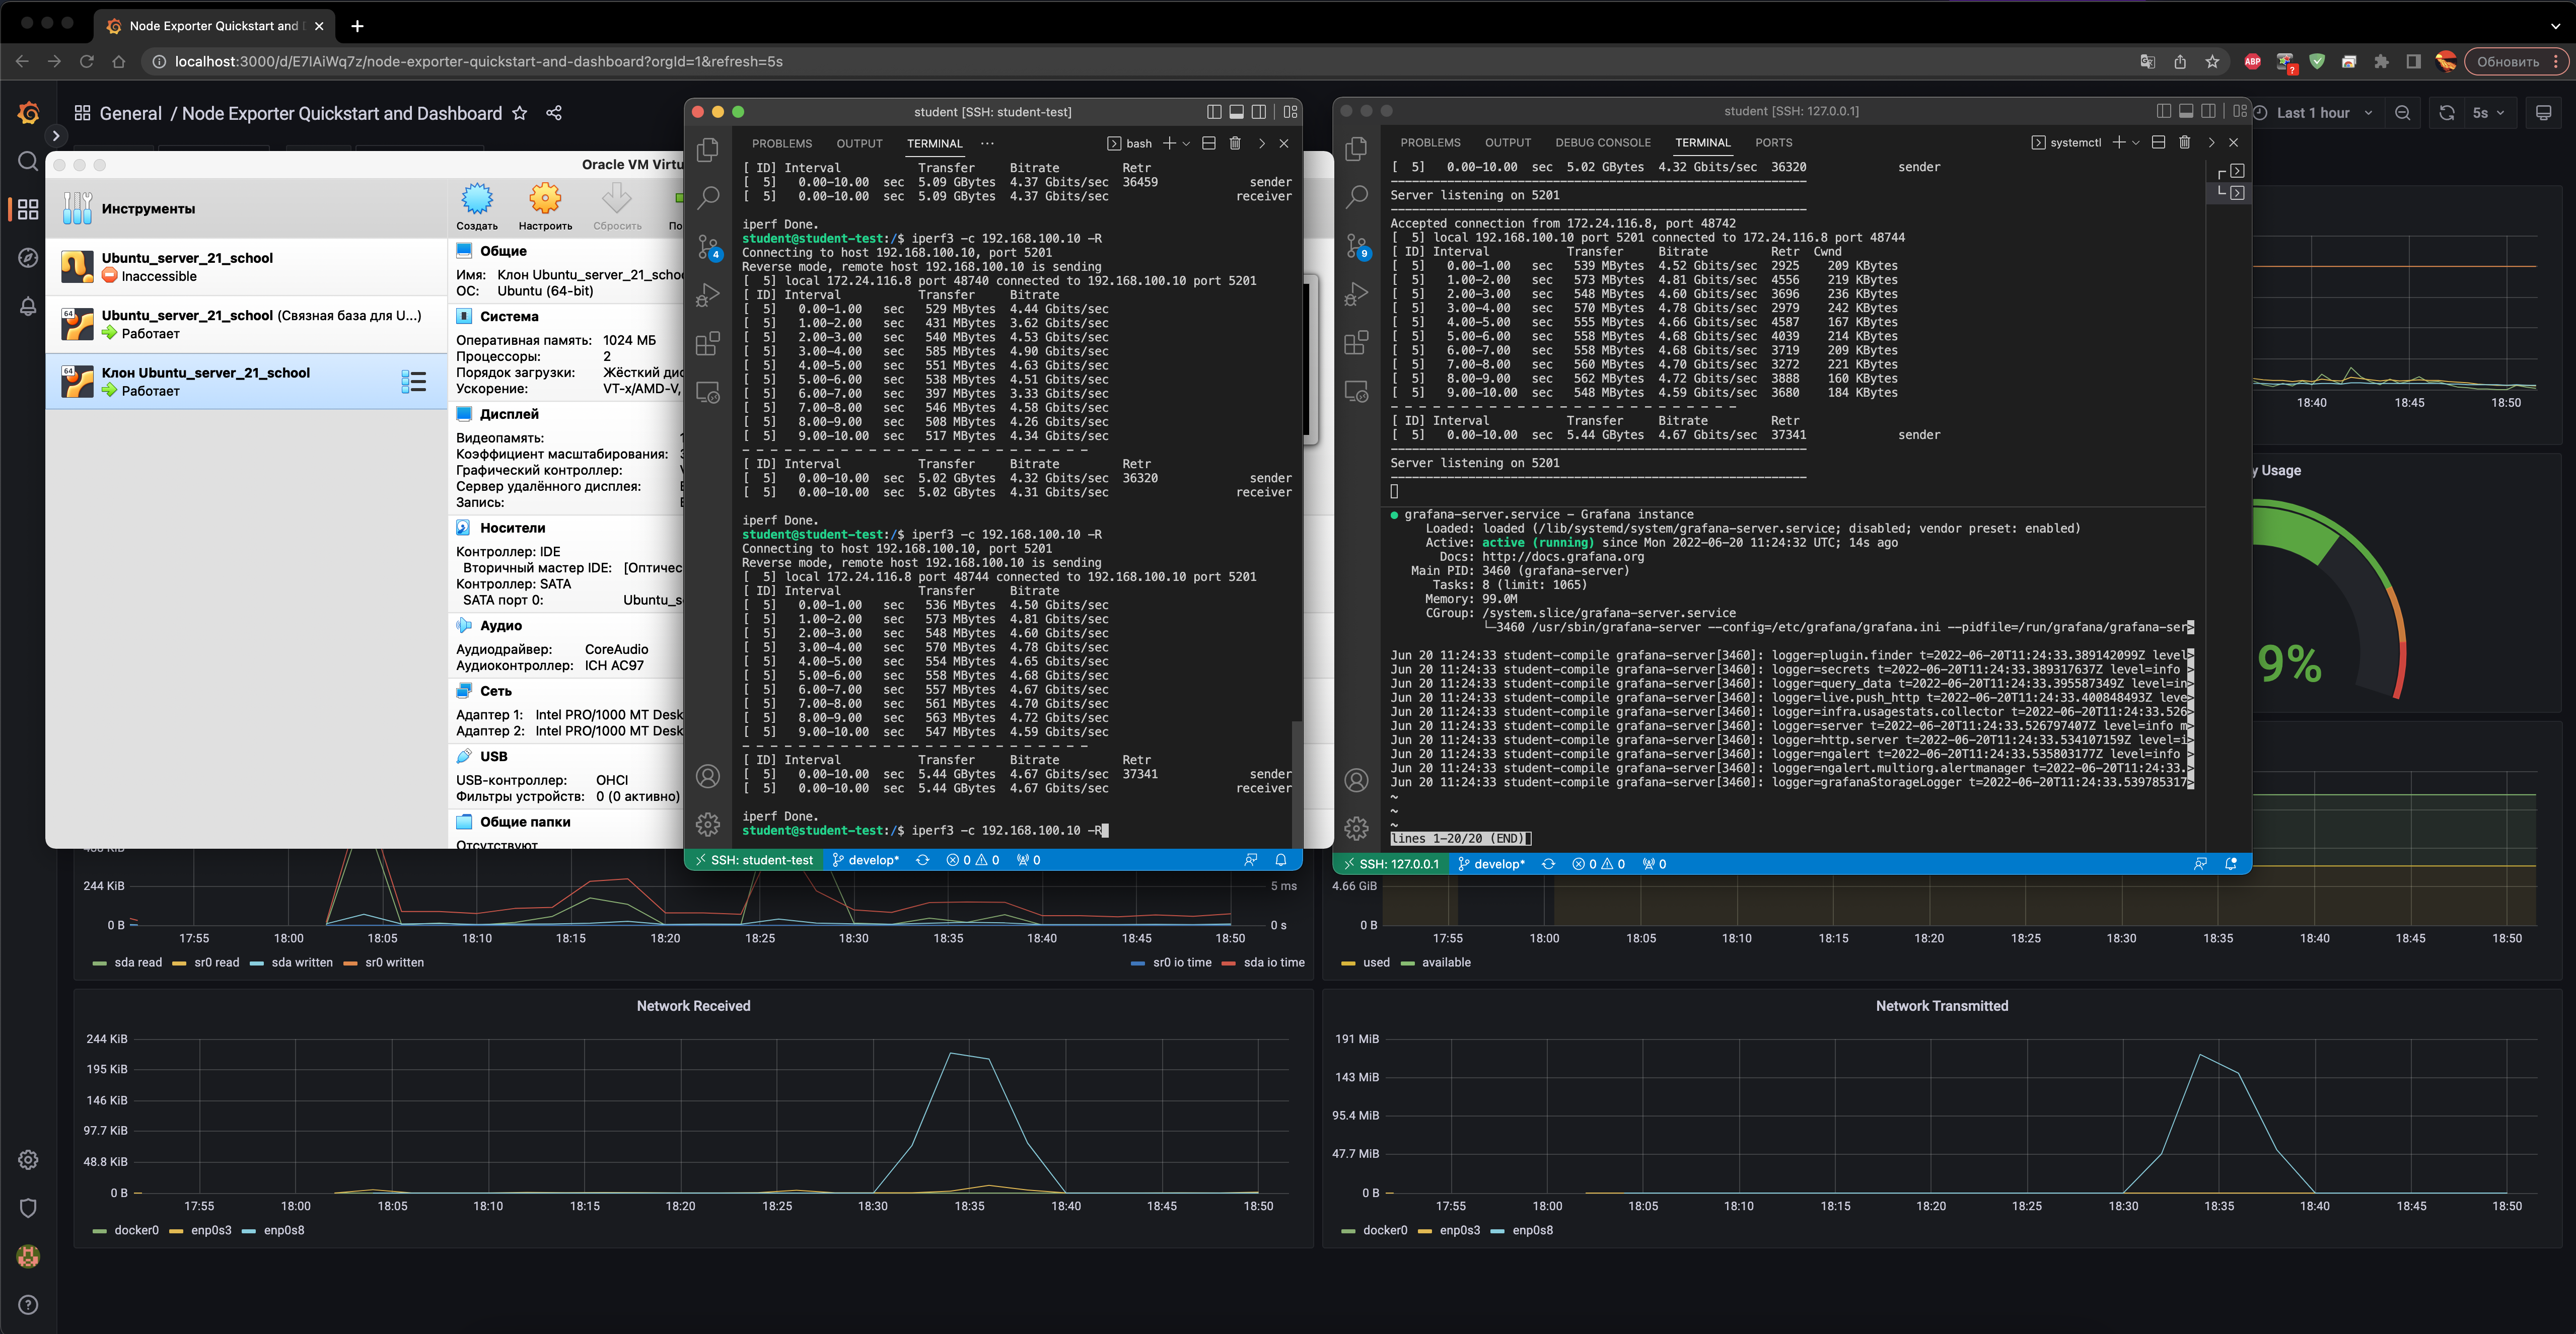 Node Exporter Quickstart and
localhost:3000/d/E7IAiWq7z/node-exporter-quickstart-and-dashboard?orgId=1&refresh=5s
ABP
Обновить
General / Node Exporter Quickstart and Dashboard
Last 1 hour
5s
Oracle VM Virtu
Инструменты
Создать
Настроить
Сбросить
Ubuntu_server_21_school
Inaccessible
Ubuntu_server_21_school (Связная база для U...)
Работает
Клон Ubuntu_server_21_school
Работает
Общие
Имя: Клон Ubuntu_server_21_schoo
ОС: Ubuntu (64-bit)
Система
Оперативная память: 1024 МБ
Процессоры: 2
Порядок загрузки: Жёсткий дис
Ускорение: VT-x/AMD-V,
Дисплей
Видеопамять:
Коэффициент масштабирования:
Графический контроллер:
Сервер удалённого дисплея:
Запись:
Носители
Контроллер: IDE
Вторичный мастер IDE: [Оптичес
Контроллер: SATA
SATA порт 0: Ubuntu_s
Аудио
Аудиодрайвер: CoreAudio
Аудиоконтроллер: ICH AC97
Сеть
Адаптер 1: Intel PRO/1000 MT Desk
Адаптер 2: Intel PRO/1000 MT Desk
USB
USB-контроллер: OHCI
Фильтры устройств: 0 (0 активно)
Общие папки
Отсутствуют
student [SSH: student-test]
PROBLEMS OUTPUT TERMINAL ... bash
[ ID] Interval Transfer Bitrate Retr
[ 5] 0.00-10.00 sec 5.09 GBytes 4.37 Gbits/sec 36459 sender
[ 5] 0.00-10.00 sec 5.09 GBytes 4.37 Gbits/sec receiver
iperf Done.
student@student-test:/$ iperf3 -c 192.168.100.10 -R
Connecting to host 192.168.100.10, port 5201
Reverse mode, remote host 192.168.100.10 is sending
[ 5] local 172.24.116.8 port 48740 connected to 192.168.100.10 port 5201
[ ID] Interval Transfer Bitrate
[ 5] 0.00-1.00 sec 529 MBytes 4.44 Gbits/sec
[ 5] 1.00-2.00 sec 431 MBytes 3.62 Gbits/sec
[ 5] 2.00-3.00 sec 540 MBytes 4.53 Gbits/sec
[ 5] 3.00-4.00 sec 585 MBytes 4.90 Gbits/sec
[ 5] 4.00-5.00 sec 551 MBytes 4.63 Gbits/sec
[ 5] 5.00-6.00 sec 538 MBytes 4.51 Gbits/sec
[ 5] 6.00-7.00 sec 397 MBytes 3.33 Gbits/sec
[ 5] 7.00-8.00 sec 546 MBytes 4.58 Gbits/sec
[ 5] 8.00-9.00 sec 508 MBytes 4.26 Gbits/sec
[ 5] 9.00-10.00 sec 517 MBytes 4.34 Gbits/sec
- - - - - - - - - - - - - - - - - - - - - - - - -
[ ID] Interval Transfer Bitrate Retr
[ 5] 0.00-10.00 sec 5.02 GBytes 4.32 Gbits/sec 36320 sender
[ 5] 0.00-10.00 sec 5.02 GBytes 4.31 Gbits/sec receiver
iperf Done.
student@student-test:/$ iperf3 -c 192.168.100.10 -R
Connecting to host 192.168.100.10, port 5201
Reverse mode, remote host 192.168.100.10 is sending
[ 5] local 172.24.116.8 port 48744 connected to 192.168.100.10 port 5201
[ ID] Interval Transfer Bitrate
[ 5] 0.00-1.00 sec 536 MBytes 4.50 Gbits/sec
[ 5] 1.00-2.00 sec 573 MBytes 4.81 Gbits/sec
[ 5] 2.00-3.00 sec 548 MBytes 4.60 Gbits/sec
[ 5] 3.00-4.00 sec 570 MBytes 4.78 Gbits/sec
[ 5] 4.00-5.00 sec 554 MBytes 4.65 Gbits/sec
[ 5] 5.00-6.00 sec 558 MBytes 4.68 Gbits/sec
[ 5] 6.00-7.00 sec 557 MBytes 4.67 Gbits/sec
[ 5] 7.00-8.00 sec 561 MBytes 4.70 Gbits/sec
[ 5] 8.00-9.00 sec 563 MBytes 4.72 Gbits/sec
[ 5] 9.00-10.00 sec 547 MBytes 4.59 Gbits/sec
- - - - - - - - - - - - - - - - - - - - - - - - -
[ ID] Interval Transfer Bitrate Retr
[ 5] 0.00-10.00 sec 5.44 GBytes 4.67 Gbits/sec 37341 sender
[ 5] 0.00-10.00 sec 5.44 GBytes 4.67 Gbits/sec receiver
iperf Done.
student@student-test:/$ iperf3 -c 192.168.100.10 -R
4
SSH: student-test develop* 0 0 0
student [SSH: 127.0.0.1]
PROBLEMS OUTPUT DEBUG CONSOLE TERMINAL PORTS systemctl
[ 5] 0.00-10.00 sec 5.02 GBytes 4.32 Gbits/sec 36320 sender
Server listening on 5201
Accepted connection from 172.24.116.8, port 48742
[ 5] local 192.168.100.10 port 5201 connected to 172.24.116.8 port 48744
[ ID] Interval Transfer Bitrate Retr Cwnd
[ 5] 0.00-1.00 sec 539 MBytes 4.52 Gbits/sec 2925 209 KBytes
[ 5] 1.00-2.00 sec 573 MBytes 4.81 Gbits/sec 4556 219 KBytes
[ 5] 2.00-3.00 sec 548 MBytes 4.60 Gbits/sec 3696 236 KBytes
[ 5] 3.00-4.00 sec 570 MBytes 4.78 Gbits/sec 2979 242 KBytes
[ 5] 4.00-5.00 sec 555 MBytes 4.66 Gbits/sec 4587 167 KBytes
[ 5] 5.00-6.00 sec 558 MBytes 4.68 Gbits/sec 4039 214 KBytes
[ 5] 6.00-7.00 sec 558 MBytes 4.68 Gbits/sec 3719 209 KBytes
[ 5] 7.00-8.00 sec 560 MBytes 4.70 Gbits/sec 3272 221 KBytes
[ 5] 8.00-9.00 sec 562 MBytes 4.72 Gbits/sec 3888 160 KBytes
[ 5] 9.00-10.00 sec 548 MBytes 4.59 Gbits/sec 3680 184 KBytes
- - - - - - - - - - - - - - - - - - - - - - - - -
[ ID] Interval Transfer Bitrate Retr
[ 5] 0.00-10.00 sec 5.44 GBytes 4.67 Gbits/sec 37341 sender
Server listening on 5201
● grafana-server.service - Grafana instance
Loaded: loaded (/lib/systemd/system/grafana-server.service; disabled; vendor preset: enabled)
Active: active (running) since Mon 2022-06-20 11:24:32 UTC; 14s ago
Docs: http://docs.grafana.org
Main PID: 3460 (grafana-server)
Tasks: 8 (limit: 1065)
Memory: 99.0M
CGroup: /system.slice/grafana-server.service
└─3460 /usr/sbin/grafana-server --config=/etc/grafana/grafana.ini --pidfile=/run/grafana/grafana-ser>
Jun 20 11:24:33 student-compile grafana-server[3460]: logger=plugin.finder t=2022-06-20T11:24:33.389142099Z level>
Jun 20 11:24:33 student-compile grafana-server[3460]: logger=secrets t=2022-06-20T11:24:33.389317637Z level=info >
Jun 20 11:24:33 student-compile grafana-server[3460]: logger=query_data t=2022-06-20T11:24:33.395587349Z level=in>
Jun 20 11:24:33 student-compile grafana-server[3460]: logger=live.push_http t=2022-06-20T11:24:33.400848493Z leve>
Jun 20 11:24:33 student-compile grafana-server[3460]: logger=infra.usagestats.collector t=2022-06-20T11:24:33.526>
Jun 20 11:24:33 student-compile grafana-server[3460]: logger=server t=2022-06-20T11:24:33.526797407Z level=info m>
Jun 20 11:24:33 student-compile grafana-server[3460]: logger=http.server t=2022-06-20T11:24:33.534107159Z level=i>
Jun 20 11:24:33 student-compile grafana-server[3460]: logger=ngalert t=2022-06-20T11:24:33.535803177Z level=info >
Jun 20 11:24:33 student-compile grafana-server[3460]: logger=ngalert.multiorg.alertmanager t=2022-06-20T11:24:33.>
Jun 20 11:24:33 student-compile grafana-server[3460]: logger=grafanaStorageLogger t=2022-06-20T11:24:33.539785317>
~
~
~
lines 1-20/20 (END)
9
SSH: 127.0.0.1 develop* 0 0 0
18:40 18:45 18:50
y Usage
9%
244 KiB
0 B
5 ms
0 s
17:55 18:00 18:05 18:10 18:15 18:20 18:25 18:30 18:35 18:40 18:45 18:50
sda read sr0 read sda written sr0 written sr0 io time sda io time
4.66 GiB
0 B
17:55 18:00 18:05 18:10 18:15 18:20 18:25 18:30 18:35 18:40 18:45 18:50
used available
Network Received
244 KiB
195 KiB
146 KiB
97.7 KiB
48.8 KiB
0 B
17:55 18:00 18:05 18:10 18:15 18:20 18:25 18:30 18:35 18:40 18:45 18:50
docker0 enp0s3 enp0s8
Network Transmitted
191 MiB
143 MiB
95.4 MiB
47.7 MiB
0 B
17:55 18:00 18:05 18:10 18:15 18:20 18:25 18:30 18:35 18:40 18:45 18:50
docker0 enp0s3 enp0s8